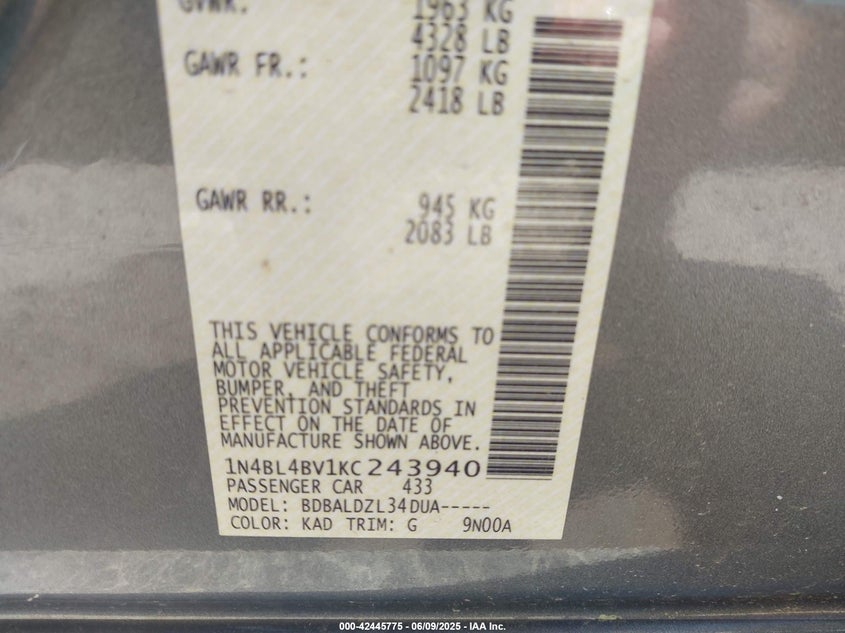 GVWR: 1963 KG
4328 LB
GAWR FR.: 1097 KG
2418 LB
GAWR RR.: 945 KG
2083 LB
THIS VEHICLE CONFORMS TO
ALL APPLICABLE FEDERAL
MOTOR VEHICLE SAFETY,
BUMPER, AND THEFT
PREVENTION STANDARDS IN
EFFECT ON THE DATE OF
MANUFACTURE SHOWN ABOVE.
1N4BL4BV1KC243940
PASSENGER CAR 433
MODEL: BDBALDZL34DUA-----
COLOR: KAD TRIM: G 9N00A
000-42445775 - 06/09/2025 - IAA Inc.